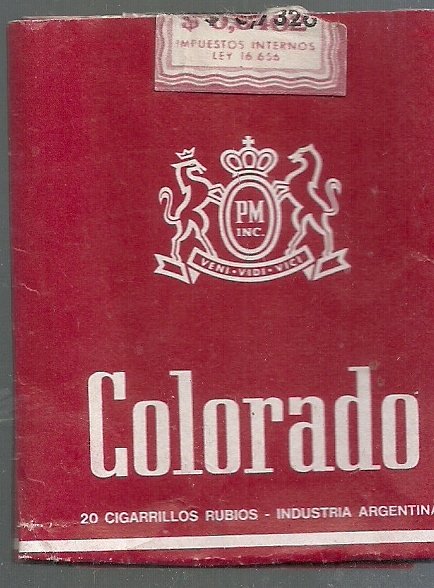 IMPUESTOS INTERNOS
LEY 16.656
PM
INC.
VENI·VIDI·VICI
Colorado
20 CIGARRILLOS RUBIOS - INDUSTRIA ARGENTINA